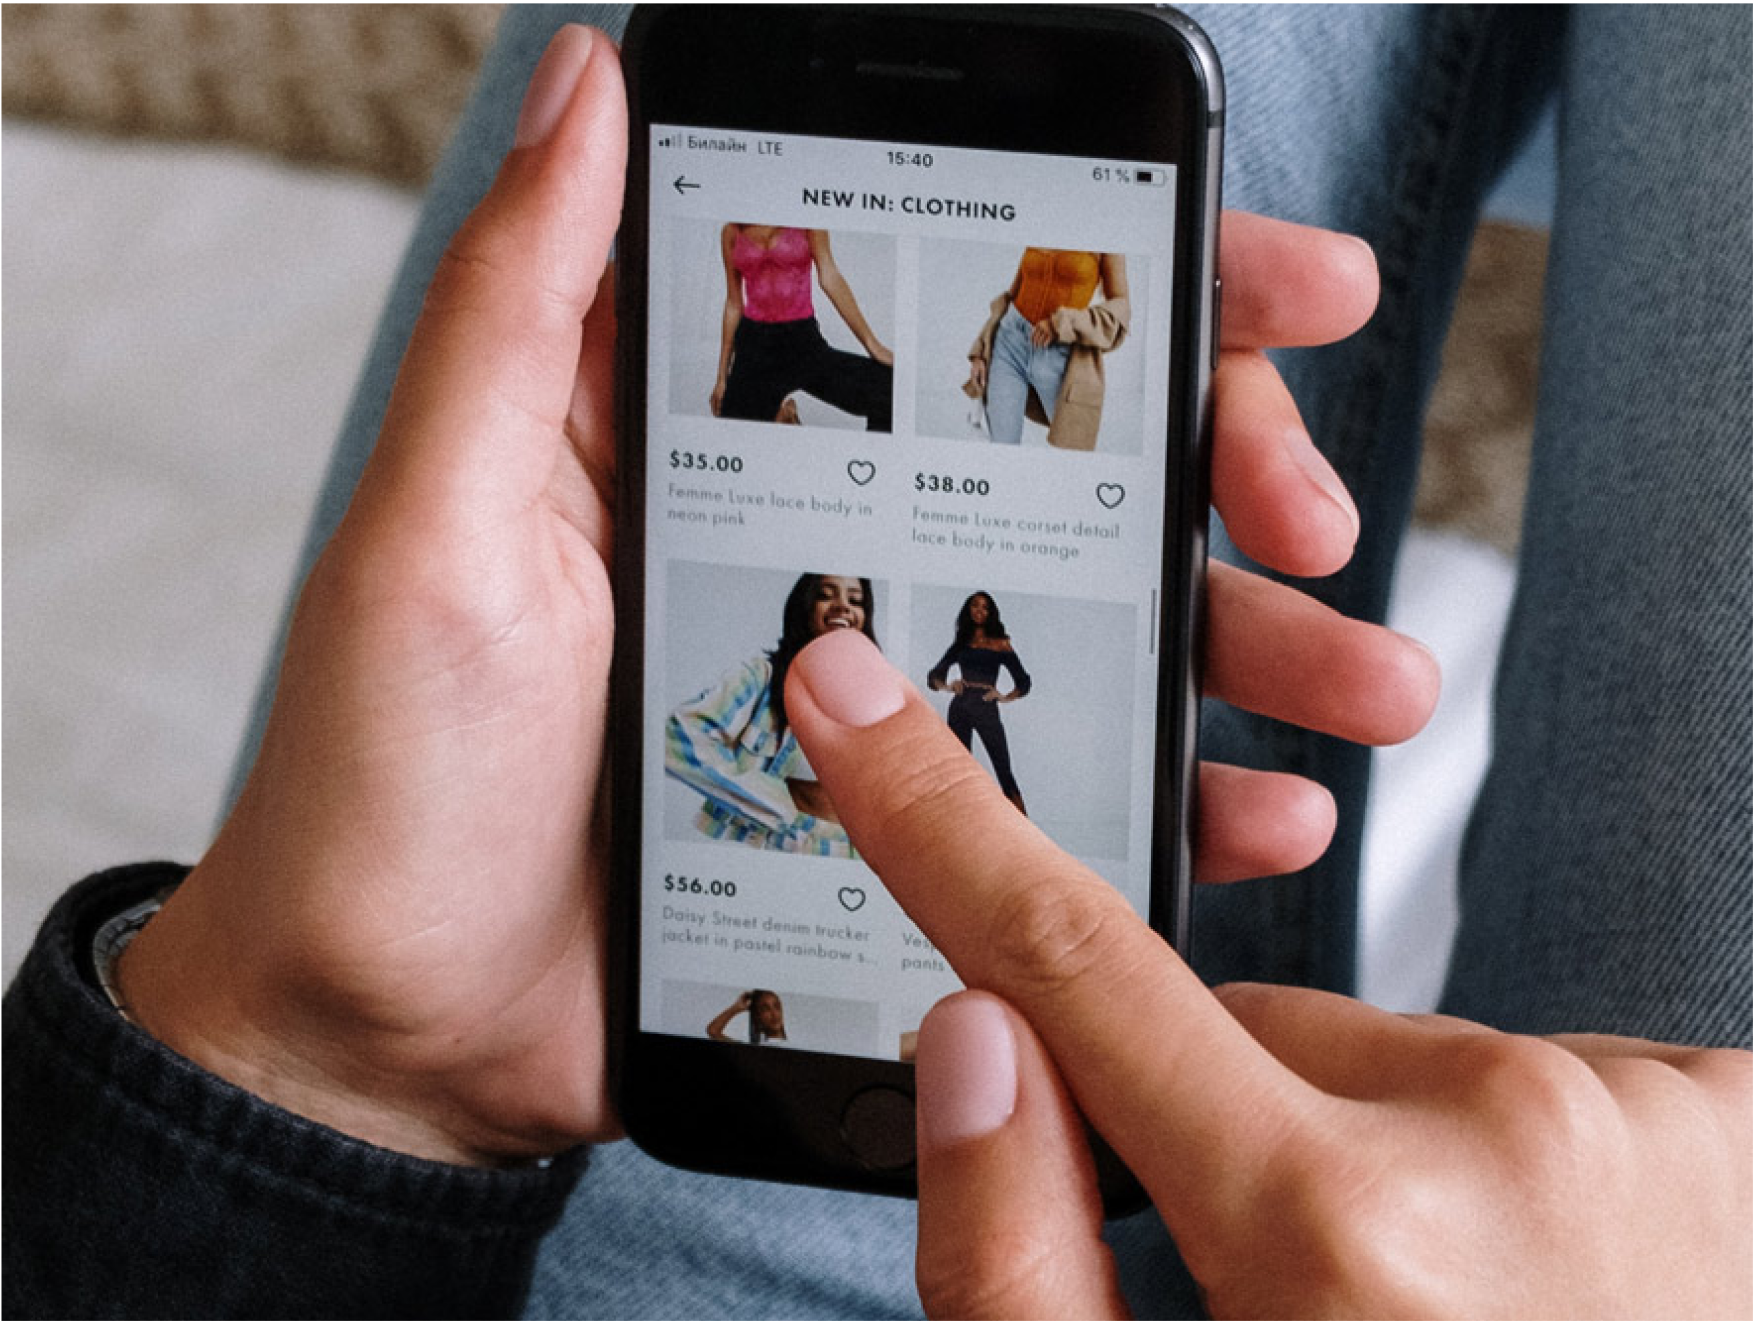 Билайн LTE 15:40 61 %
NEW IN: CLOTHING
$35.00
Femme Luxe lace body in
neon pink
$38.00
Femme Luxe corset detail
lace body in orange
$56.00
Daisy Street denim trucker
jacket in pastel rainbow s...
pants